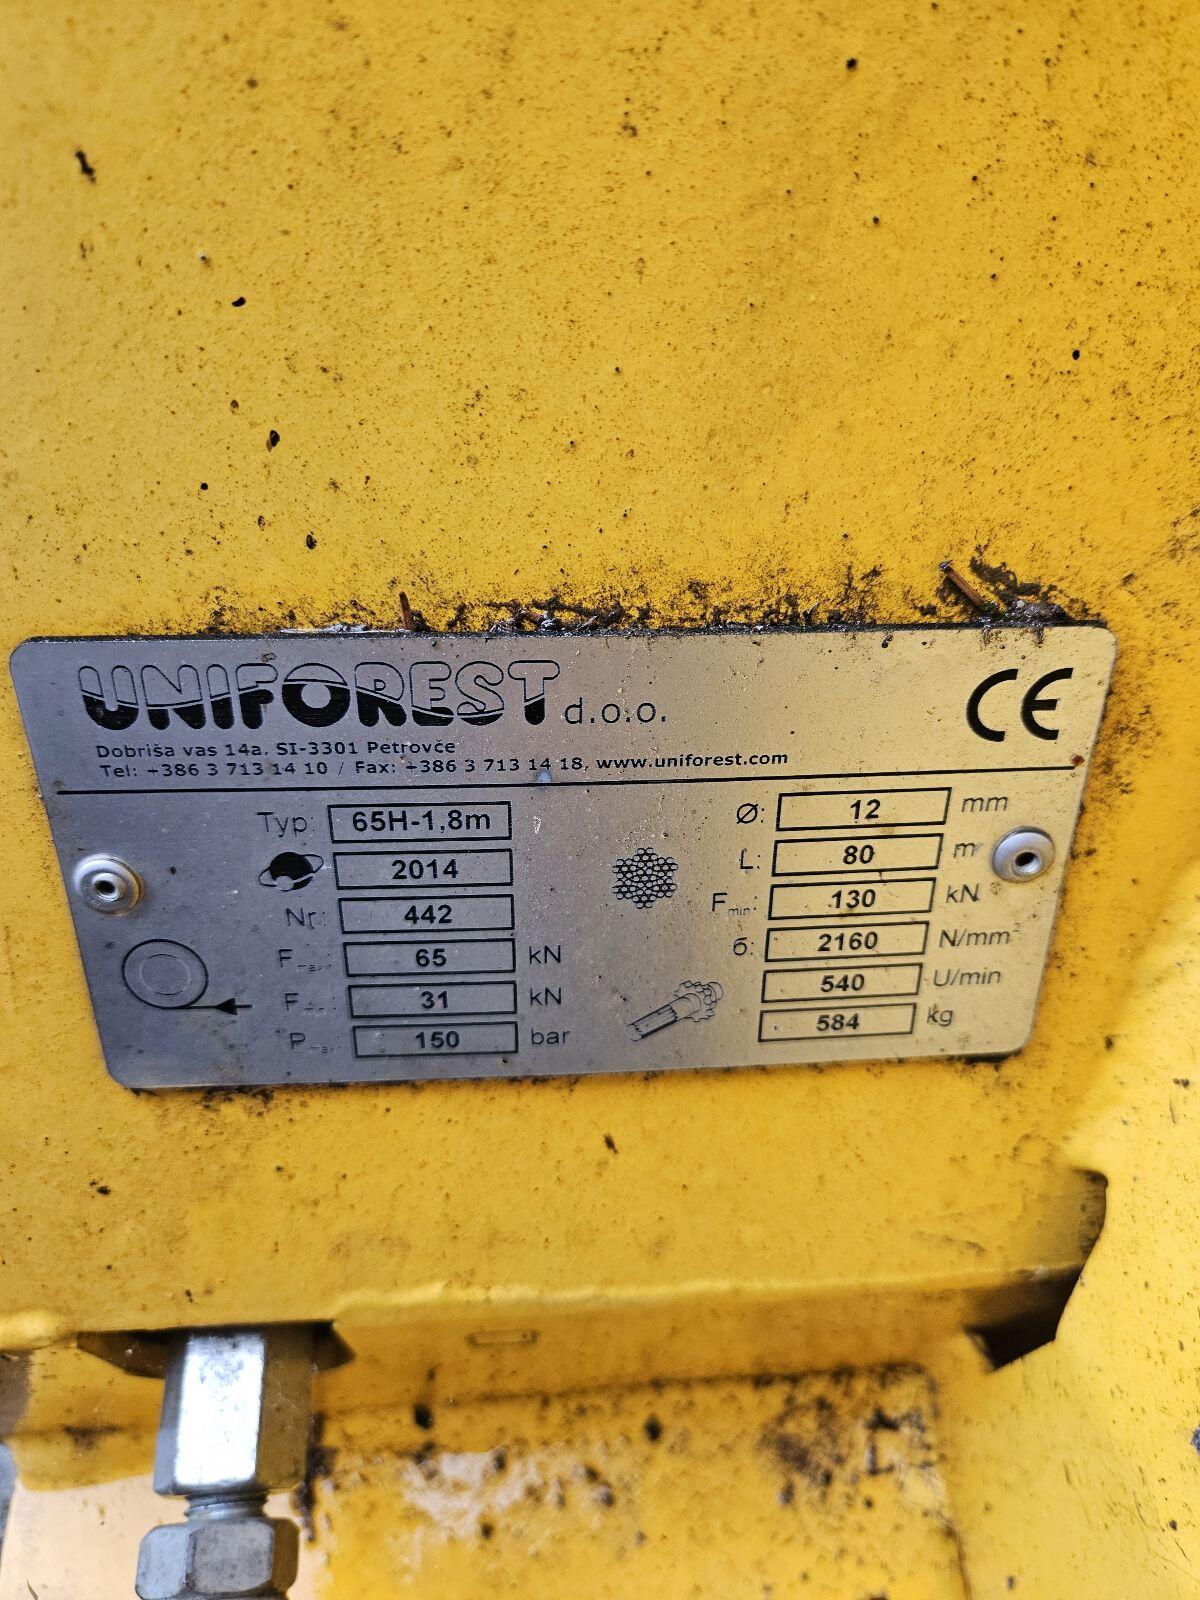 UNIFOREST d.o.o.
CE
Dobriša vas 14a, SI-3301 Petrovče
Tel: +386 3 713 14 10 / Fax: +386 3 713 14 18, www.uniforest.com
Typ: 65H-1,8m
2014
Nr. 442
F 65 kN
F 31 kN
P 150 bar
Ø: 12 mm
L: 80 m
Fmin: 130 kN
б: 2160 N/mm²
540 U/min
584 kg